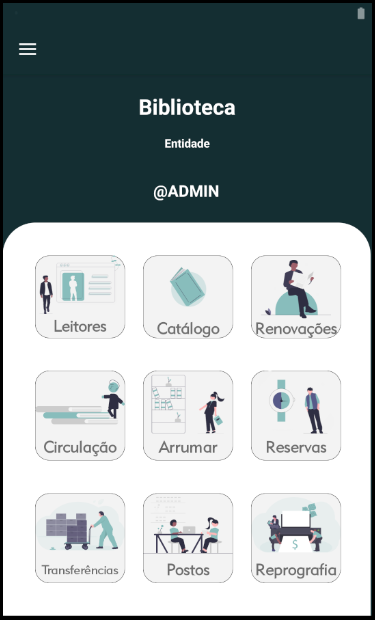 Biblioteca
Entidade
@ADMIN
Leitores
Catálogo
Renovações
Circulação
Arrumar
Reservas
Transferências
Postos
Reprografia